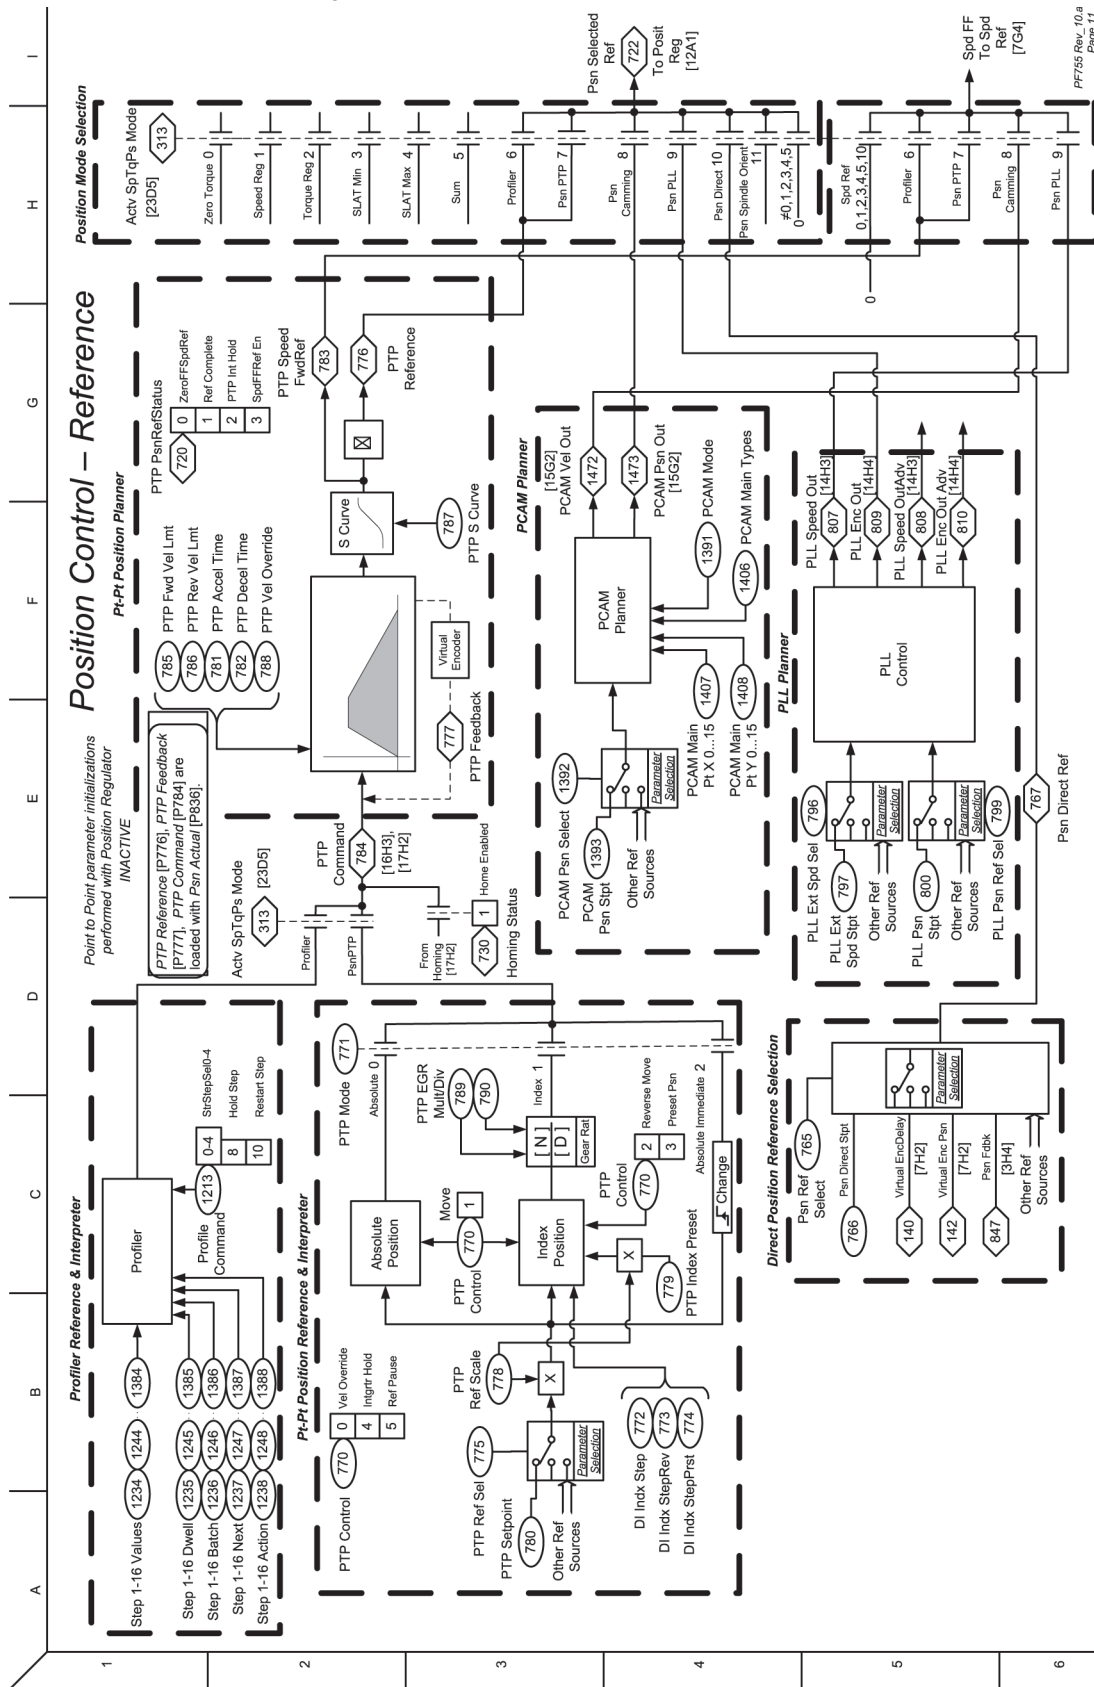 Position Control – Reference
A
B
C
D
E
F
G
H
I
1
2
3
4
5
6
Profiler Reference & Interpreter
Step 1-16 Values
1234
1244
1384
Step 1-16 Dwell
1235
1245
1385
Step 1-16 Batch
1236
1246
1386
Step 1-16 Next
1237
1247
1387
Step 1-16 Action
1238
1248
1388
Profiler
Profile
Command
1213
0-4
StrStepSel0-4
8
Hold Step
10
Restart Step
Point to Point parameter initializations
performed with Position Regulator
INACTIVE
PTP Reference [P776], PTP Feedback
[P777], PTP Command [P784] are
loaded with Psn Actual [P836].
Actv SpTqPs Mode
313
[23D5]
Profiler
PsnPTP
From
Homing
[17H2]
730
1
Home Enabled
Homing Status
PTP
Command
784
[16H3],
[17H2]
Pt-Pt Position Reference & Interpreter
PTP Control
770
0
Vel Override
4
Intgrtr Hold
5
Ref Pause
PTP Ref Sel
775
PTP Setpoint
780
Other Ref
Sources
Parameter
Selection
PTP
Ref Scale
778
X
DI Indx Step
772
DI Indx StepRev
773
DI Indx StepPrst
774
Absolute
Position
PTP
Control
770
Move
1
Index
Position
X
779
PTP Index Preset
PTP
Control
770
2
Reverse Move
3
Preset Psn
[ N ]
[ D ]
Gear Rat
PTP EGR
Mult/Div
789
790
PTP Mode
771
Absolute 0
Index 1
Absolute Immediate 2
Change
Pt-Pt Position Planner
785
PTP Fwd Vel Lmt
786
PTP Rev Vel Lmt
781
PTP Accel Time
782
PTP Decel Time
788
PTP Vel Override
PTP PsnRefStatus
720
0
ZeroFFSpdRef
1
Ref Complete
2
PTP Int Hold
3
SpdFFRef En
Virtual
Encoder
777
PTP Feedback
S Curve
787
PTP S Curve
PTP Speed
FwdRef
783
776
PTP
Reference
PCAM Planner
PCAM Psn Select
1392
PCAM
Psn Stpt
1393
Other Ref
Sources
Parameter
Selection
PCAM Main
Pt X 0...15
1407
PCAM Main
Pt Y 0...15
1408
PCAM
Planner
1391
PCAM Mode
1406
PCAM Main Types
[15G2]
PCAM Vel Out
1472
1473
PCAM Psn Out
[15G2]
PLL Planner
PLL Ext Spd Sel
796
PLL Ext
Spd Stpt
797
Other Ref
Sources
Parameter
Selection
PLL Psn
Stpt
800
Other Ref
Sources
Parameter
Selection
PLL Psn Ref Sel
799
PLL
Control
PLL Speed Out
[14H3]
807
PLL Enc Out
[14H4]
809
PLL Speed OutAdv
[14H3]
808
PLL Enc Out Adv
[14H4]
810
Direct Position Reference Selection
Psn Ref
Select
765
766
Psn Direct Stpt
140
Virtual EncDelay
[7H2]
142
Virtual Enc Psn
[7H2]
847
Psn Fdbk
[3H4]
Other Ref
Sources
Parameter
Selection
767
Psn Direct Ref
Position Mode Selection
Actv SpTqPs Mode
[23D5]
313
Zero Torque 0
Speed Reg 1
Torque Reg 2
SLAT Min 3
SLAT Max 4
Sum 5
Profiler 6
Psn PTP 7
Psn
Camming 8
Psn PLL 9
Psn Direct 10
Psn Spindle Orient
11
≠0,1,2,3,4,5
0
Psn Selected
Ref
722
To Posit
Reg
[12A1]
Spd Ref
0,1,2,3,4,5,10
0
Profiler 6
Psn PTP 7
Psn
Camming 8
Psn PLL 9
Spd FF
To Spd
Ref
[7G4]
PF755 Rev_10.a
Page 11